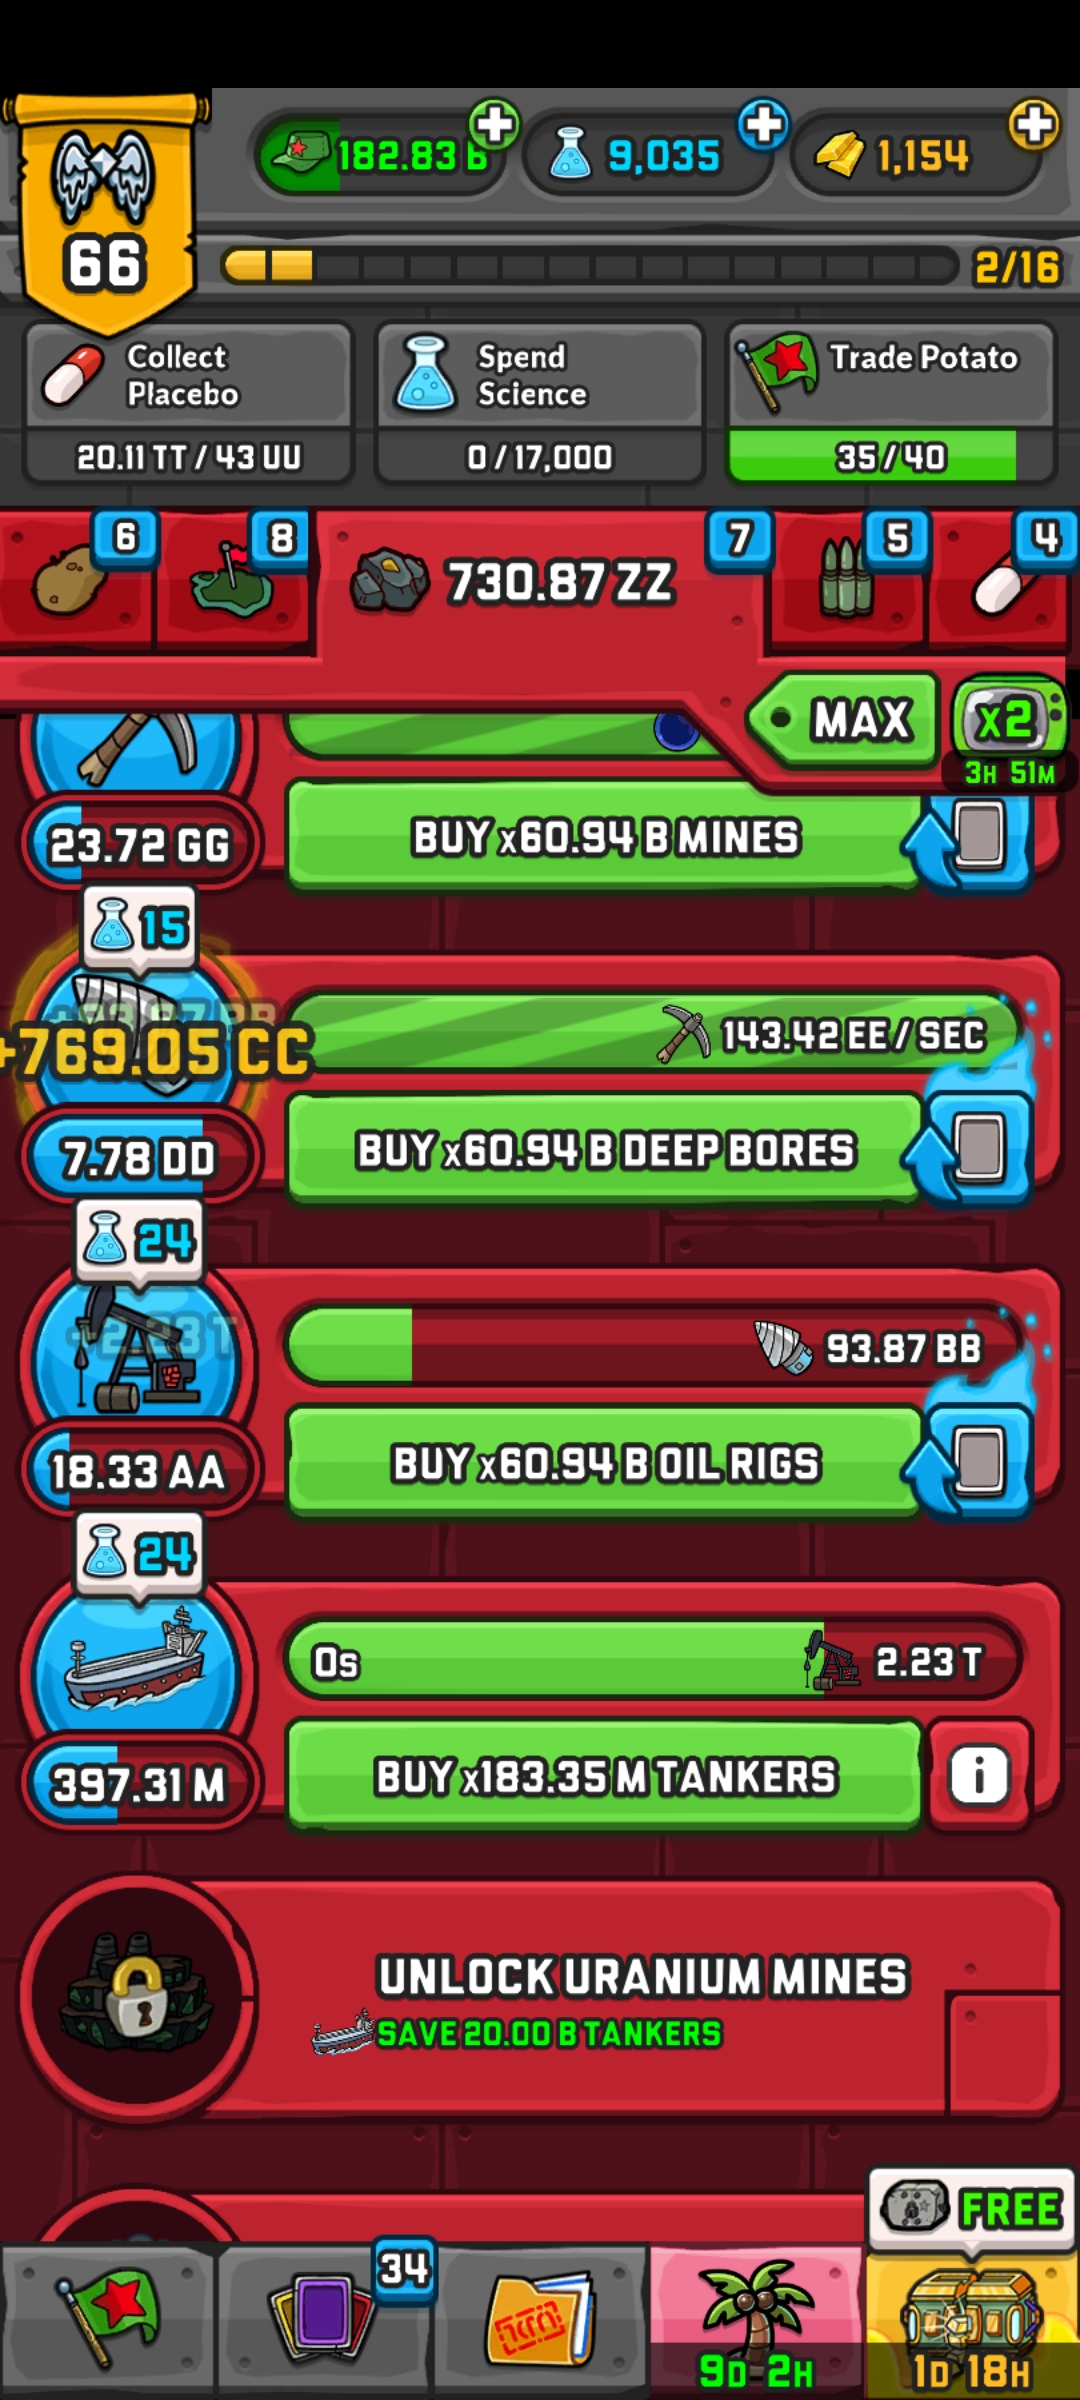 182.83 B
9,035
1,154
66
2/16
Collect
Placebo
Spend
Science
Trade Potato
20.11 TT / 43 UU
0 / 17,000
35 / 40
6
8
730.87 ZZ
7
5
4
MAX
x2
3H 51M
23.72 GG
BUY x60.94 B MINES
15
+769.05 CC
143.42 EE / SEC
7.78 DD
BUY x60.94 B DEEP BORES
24
+2.23 T
93.87 BB
18.33 AA
BUY x60.94 B OIL RIGS
24
0s
2.23 T
397.31 M
BUY x183.35 M TANKERS
i
UNLOCK URANIUM MINES
SAVE 20.00 B TANKERS
FREE
34
9D 2H
1D 18H